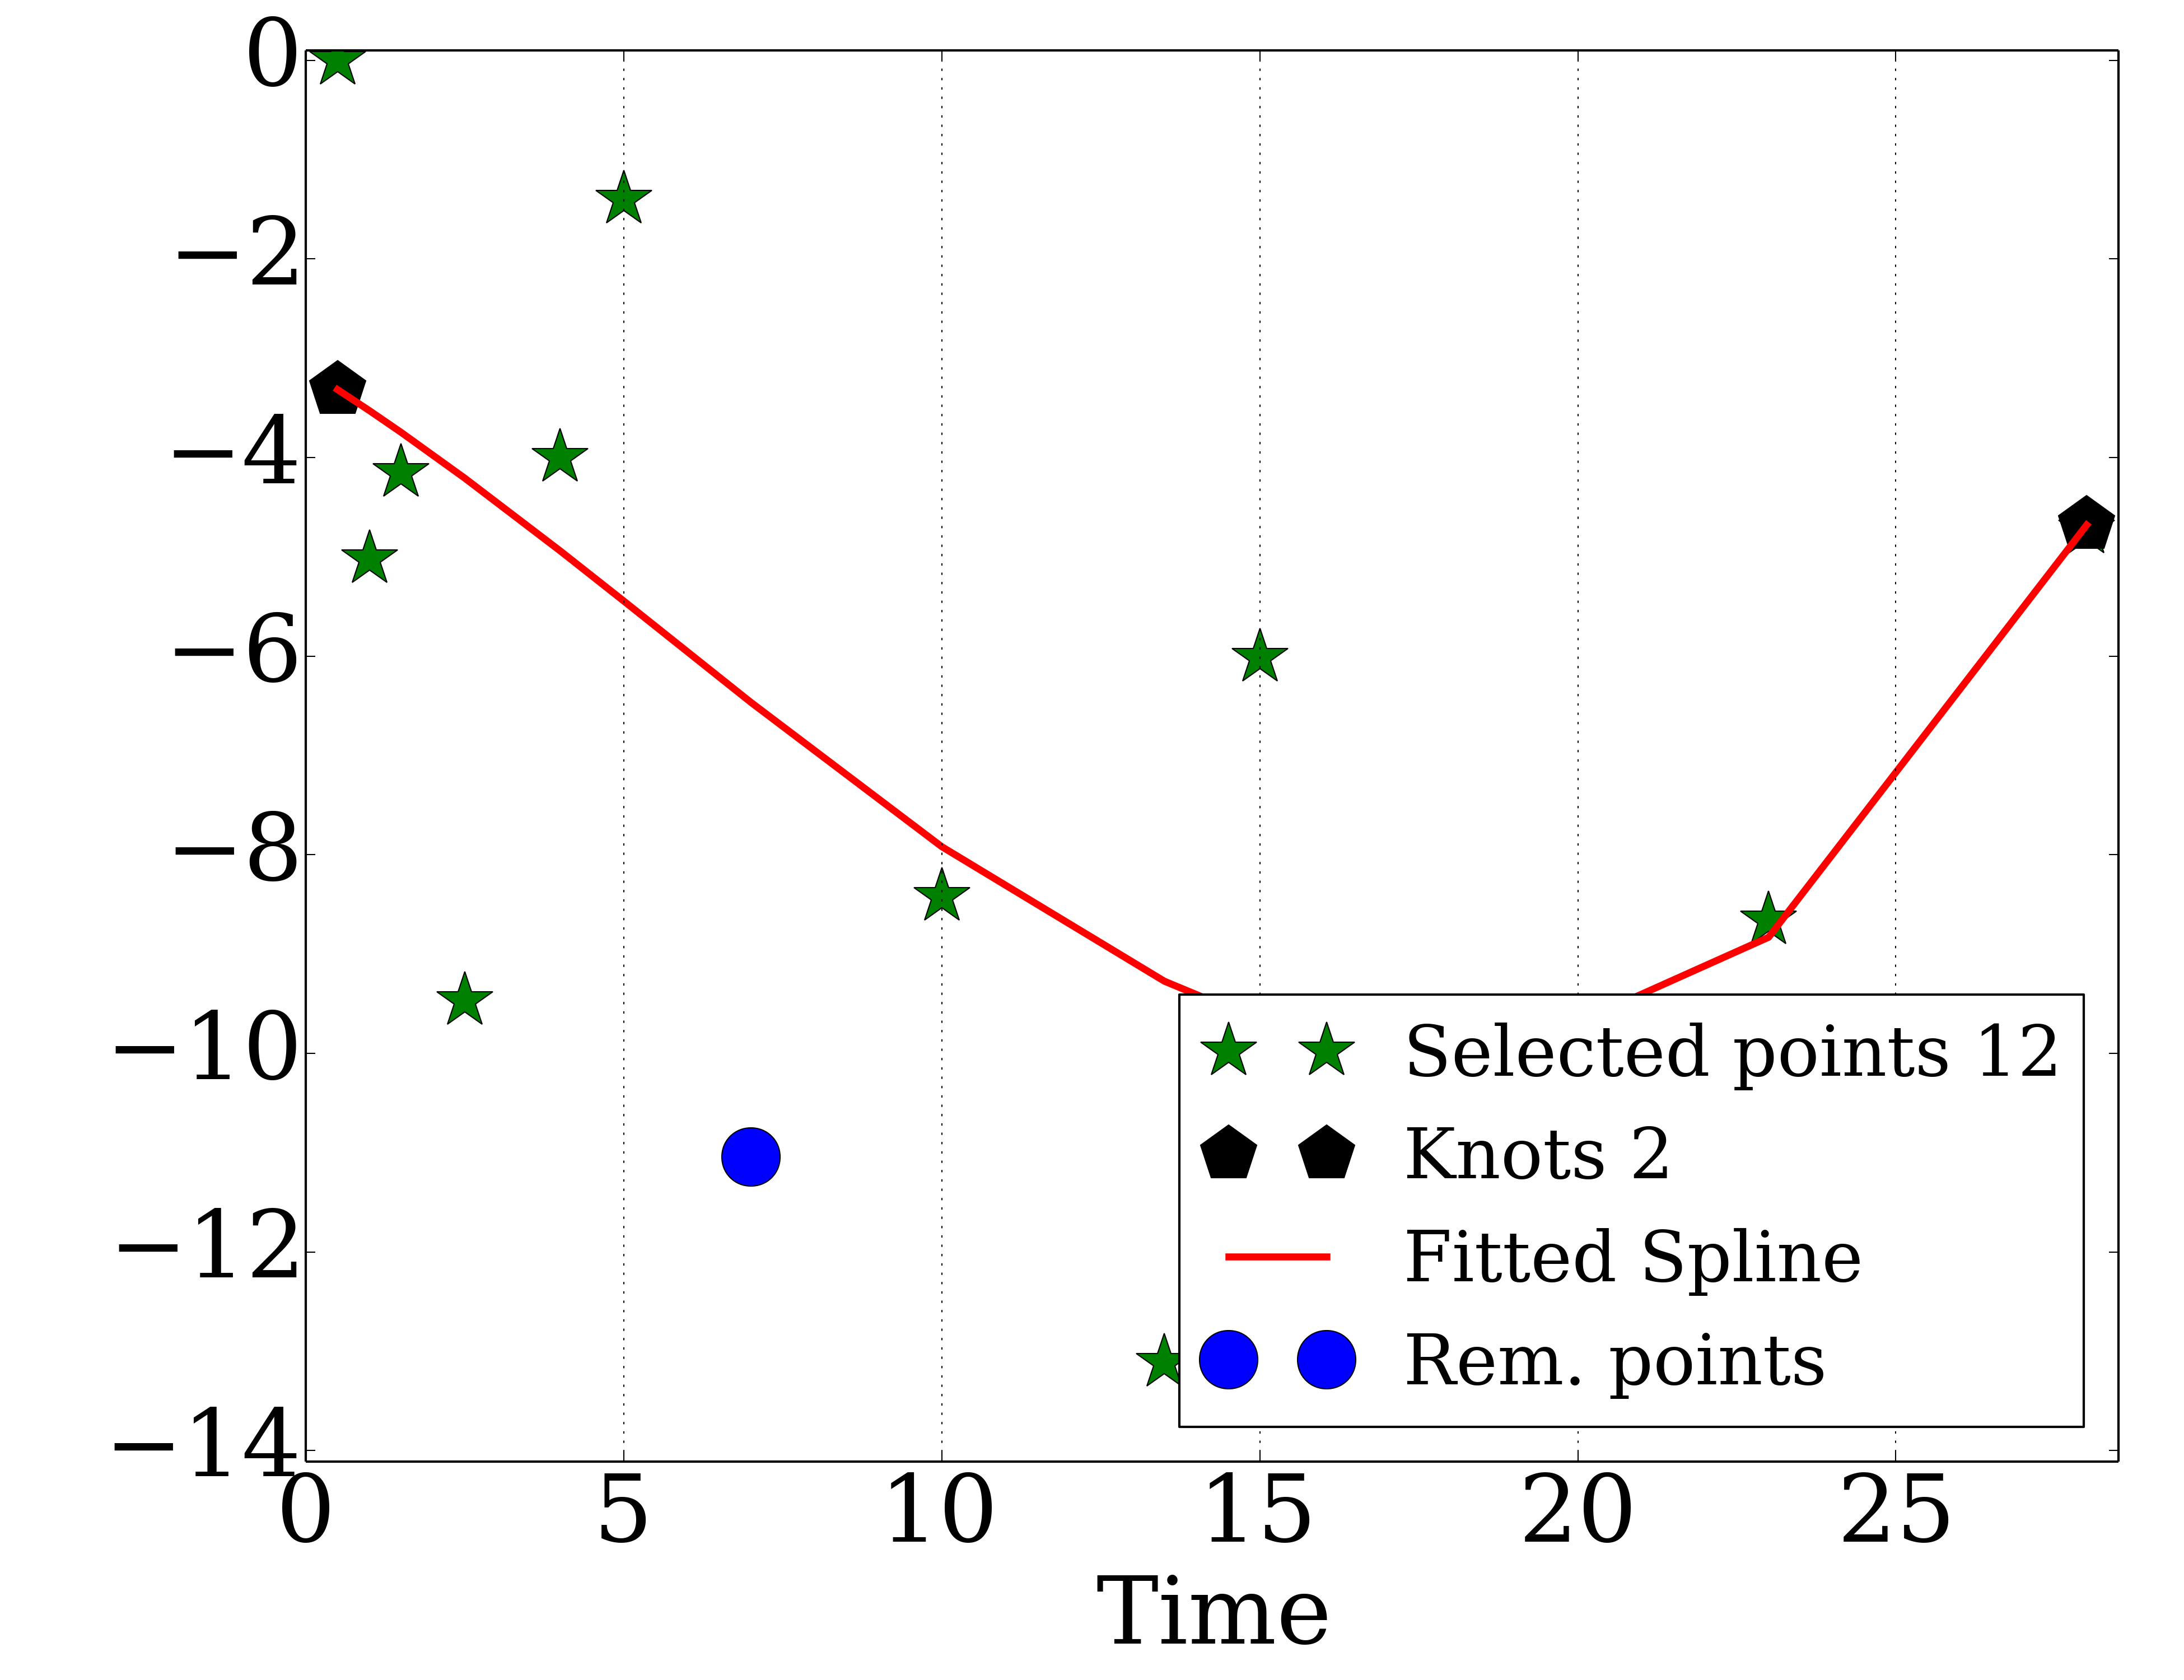 0
−2
−4
−6
−8
−10
−12
−14
Selected points 12
Knots 2
Fitted Spline
Rem. points
0 5 10 15 20 25
Time